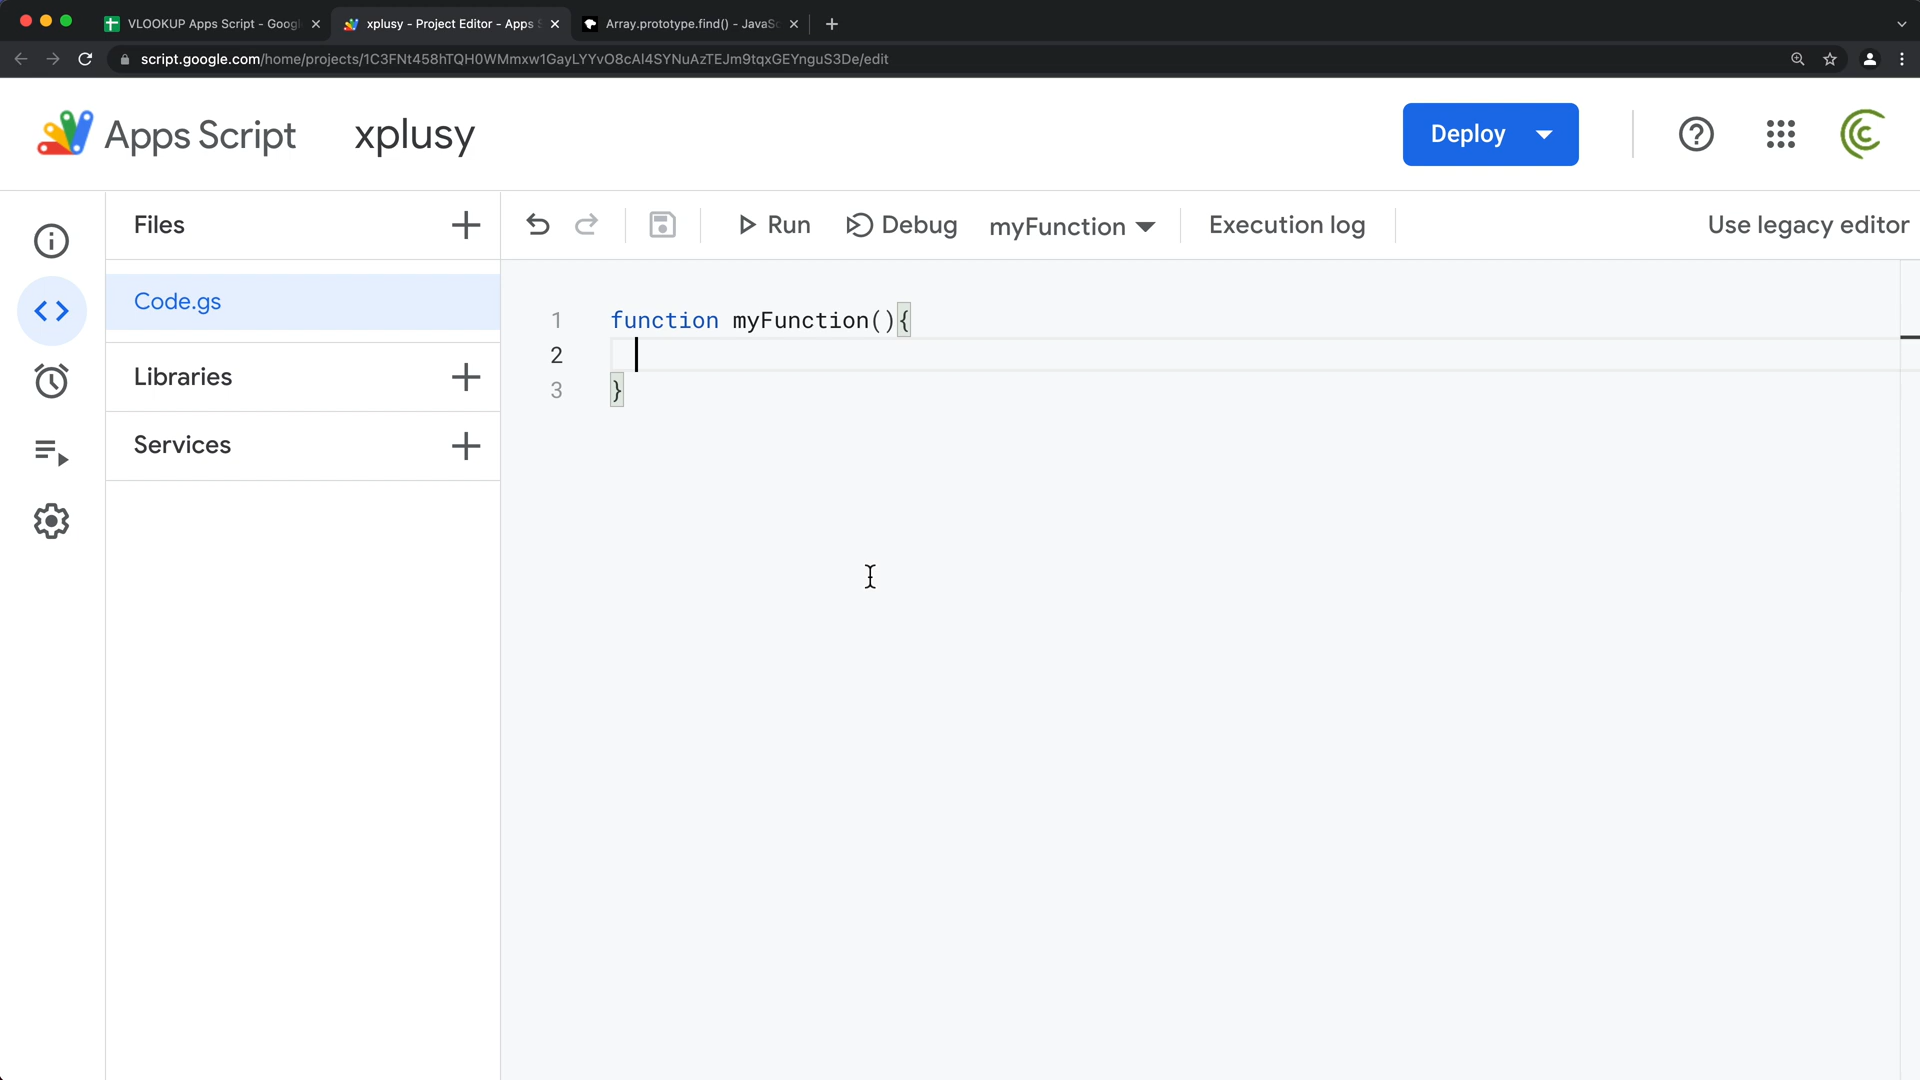 VLOOKUP Apps Script - Googl
xplusy - Project Editor - Apps S
Array.prototype.find() - JavaSc
script.google.com/home/projects/1C3FNt458hTQH0WMmxw1GayLYYvO8cAl4SYNuAzTEJm9tqxGEYnguS3De/edit
Apps Script
xplusy
Deploy
Files
Run
Debug
myFunction
Execution log
Use legacy editor
Code.gs
Libraries
Services
1 function myFunction(){
2
3 }